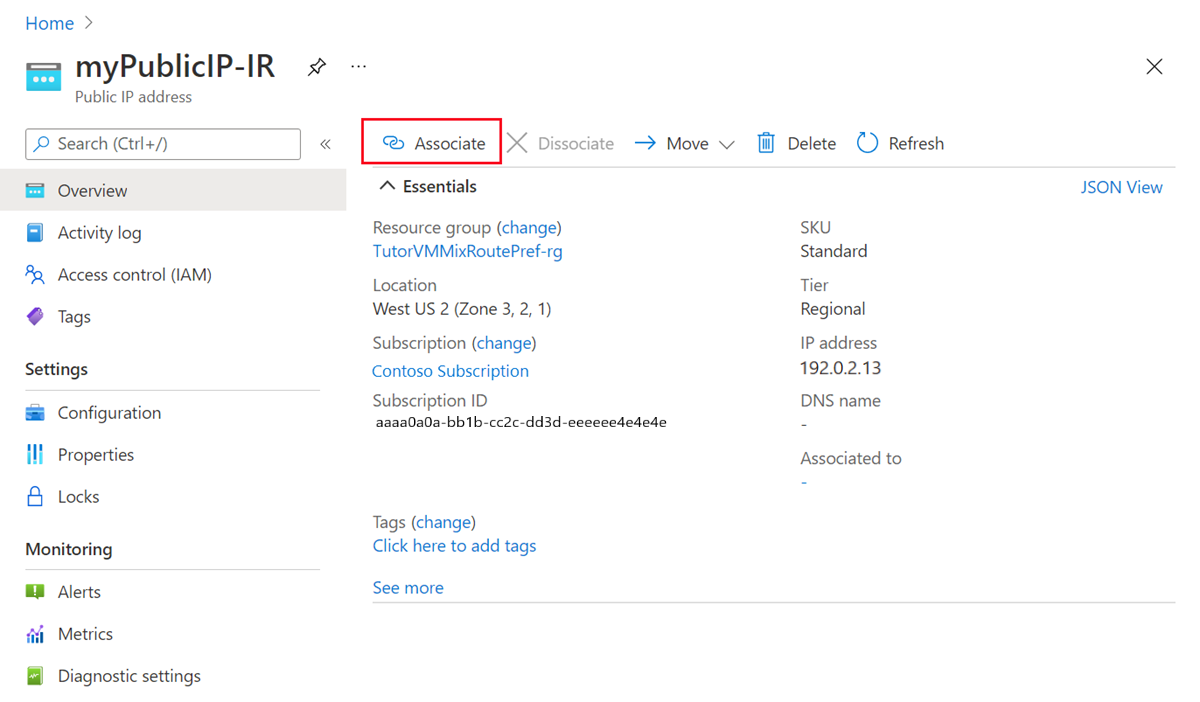 Home
myPublicIP-IR ...
Public IP address
Search (Ctrl+/) «
Associate Dissociate Move Delete Refresh
Overview
Activity log
Access control (IAM)
Tags
Settings
Configuration
Properties
Locks
Monitoring
Alerts
Metrics
Diagnostic settings
Essentials JSON View
Resource group (change)
TutorVMMixRoutePref-rg
Location
West US 2 (Zone 3, 2, 1)
Subscription (change)
Contoso Subscription
Subscription ID
aaaa0a0a-bb1b-cc2c-dd3d-eeeeee4e4e4e
SKU
Standard
Tier
Regional
IP address
192.0.2.13
DNS name
-
Associated to
-
Tags (change)
Click here to add tags
See more